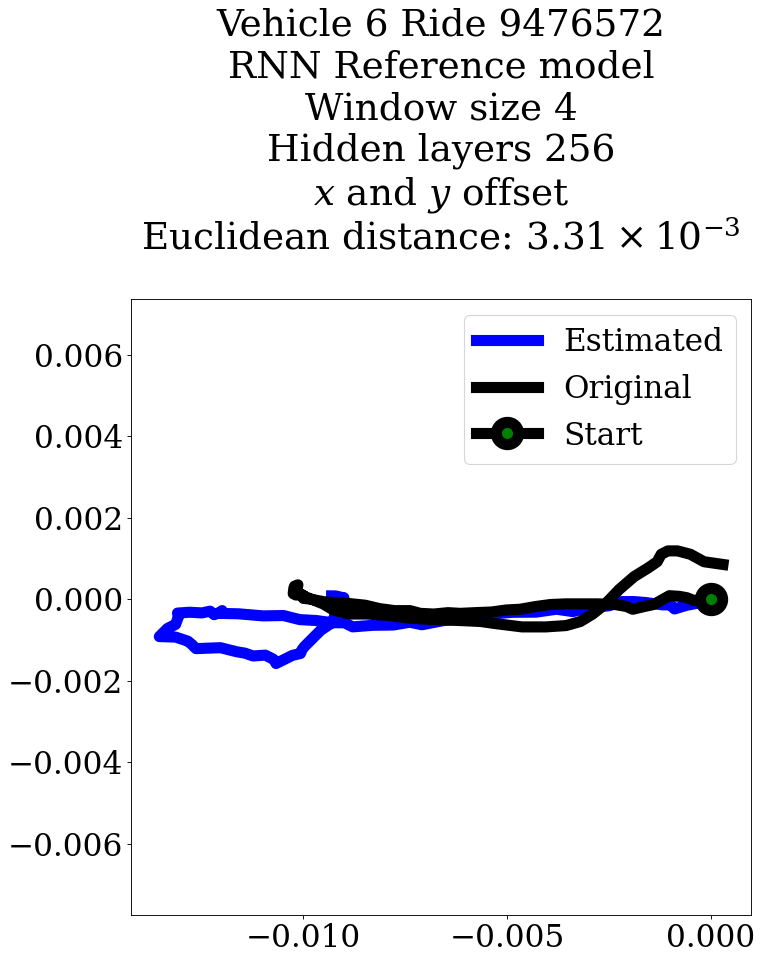 Vehicle 6 Ride 9476572
RNN Reference model
Window size 4
Hidden layers 256
x and y offset
Euclidean distance: 3.31 × 10⁻³
Estimated
Original
Start
0.006
0.004
0.002
0.000
−0.002
−0.004
−0.006
−0.010
−0.005
0.000